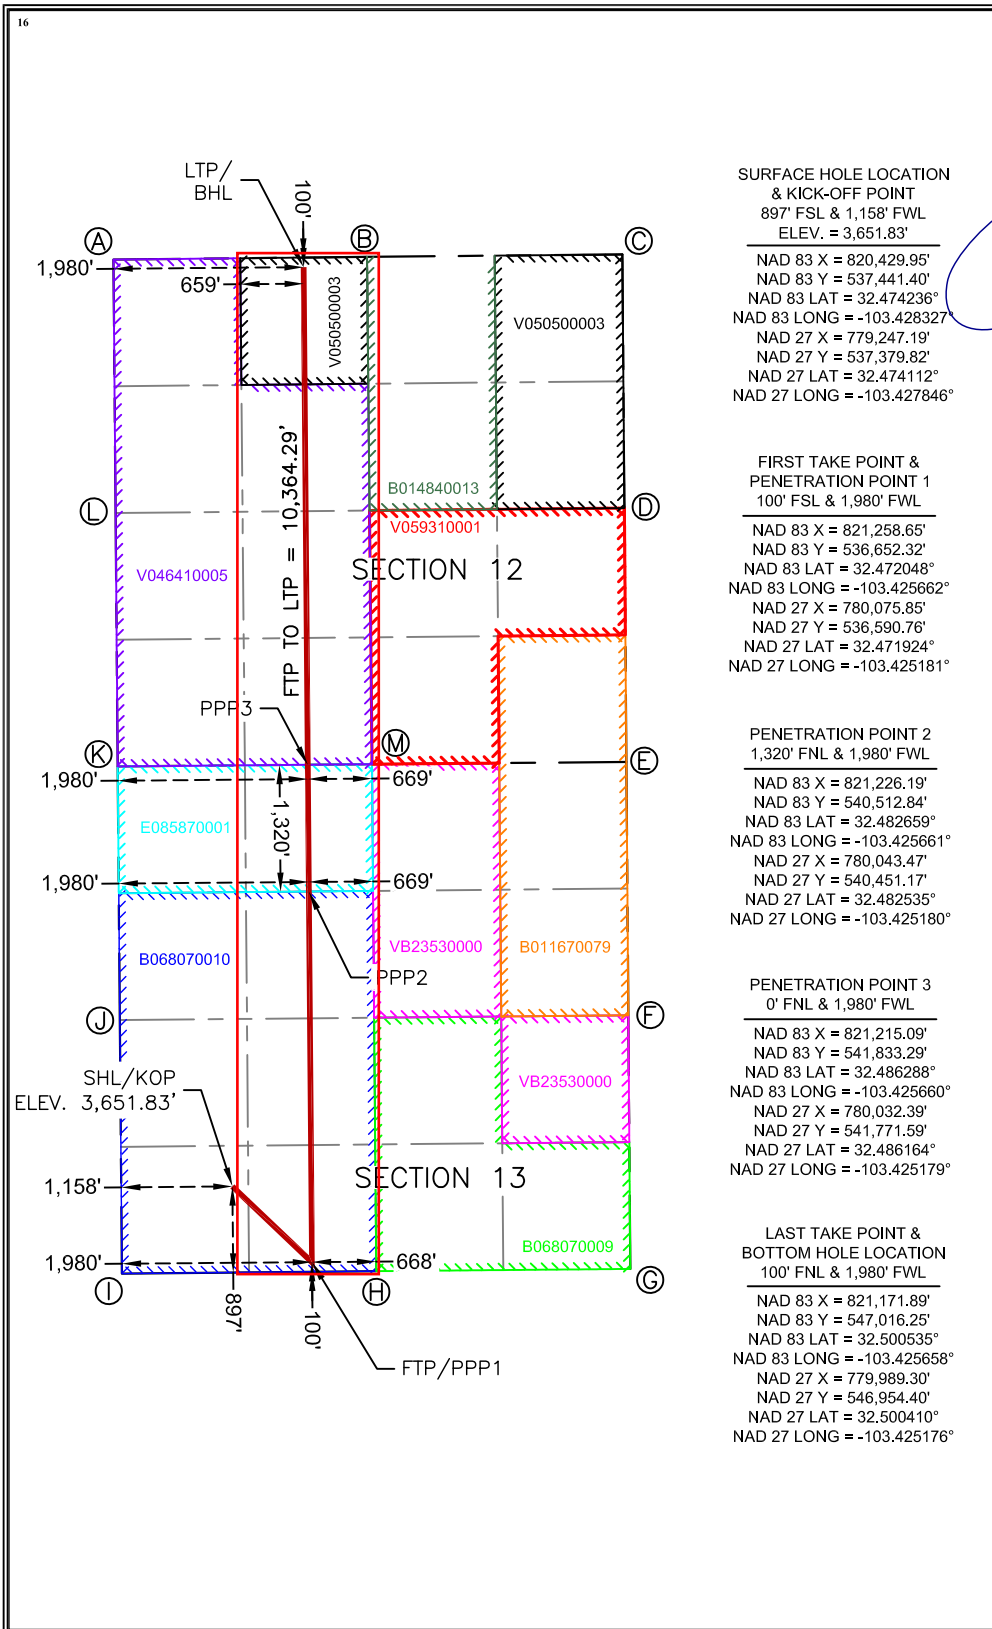 16
LTP/
BHL
100'
A
B
C
1,980'
659'
V050500003
V050500003
FTP TO LTP = 10,364.29'
B014840013
L
D
V059310001
SECTION 12
V046410005
PPP3
M
K
E
1,980'
669'
E085870001
1,320'
1,980'
669'
B068070010
VB23530000
B011670079
PPP2
J
F
SHL/KOP
ELEV. 3,651.83'
VB23530000
1,158'
SECTION 13
B068070009
1,980'
668'
I
H
G
897'
100'
FTP/PPP1
SURFACE HOLE LOCATION
& KICK-OFF POINT
897' FSL & 1,158' FWL
ELEV. = 3,651.83'
NAD 83 X = 820,429.95'
NAD 83 Y = 537,441.40'
NAD 83 LAT = 32.474236°
NAD 83 LONG = -103.428327°
NAD 27 X = 779,247.19'
NAD 27 Y = 537,379.82'
NAD 27 LAT = 32.474112°
NAD 27 LONG = -103.427846°
FIRST TAKE POINT &
PENETRATION POINT 1
100' FSL & 1,980' FWL
NAD 83 X = 821,258.65'
NAD 83 Y = 536,652.32'
NAD 83 LAT = 32.472048°
NAD 83 LONG = -103.425662°
NAD 27 X = 780,075.85'
NAD 27 Y = 536,590.76'
NAD 27 LAT = 32.471924°
NAD 27 LONG = -103.425181°
PENETRATION POINT 2
1,320' FNL & 1,980' FWL
NAD 83 X = 821,226.19'
NAD 83 Y = 540,512.84'
NAD 83 LAT = 32.482659°
NAD 83 LONG = -103.425661°
NAD 27 X = 780,043.47'
NAD 27 Y = 540,451.17'
NAD 27 LAT = 32.482535°
NAD 27 LONG = -103.425180°
PENETRATION POINT 3
0' FNL & 1,980' FWL
NAD 83 X = 821,215.09'
NAD 83 Y = 541,833.29'
NAD 83 LAT = 32.486288°
NAD 83 LONG = -103.425660°
NAD 27 X = 780,032.39'
NAD 27 Y = 541,771.59'
NAD 27 LAT = 32.486164°
NAD 27 LONG = -103.425179°
LAST TAKE POINT &
BOTTOM HOLE LOCATION
100' FNL & 1,980' FWL
NAD 83 X = 821,171.89'
NAD 83 Y = 547,016.25'
NAD 83 LAT = 32.500535°
NAD 83 LONG = -103.425658°
NAD 27 X = 779,989.30'
NAD 27 Y = 546,954.40'
NAD 27 LAT = 32.500410°
NAD 27 LONG = -103.425176°